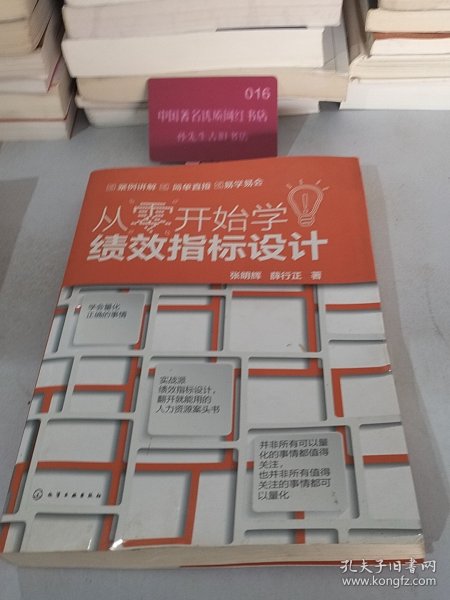 016
中国著名优质网红书店
孙先生古旧书店
案例讲解 简单直接 易学易会
从“零”开始学
绩效指标设计
张明辉 薛行正 著
学会量化
正确的事情
实战派
绩效指标设计，
翻开就能用的
人力资源案头书
并非所有可以量
化的事情都值得
关注，
也并非所有值得
关注的事情都可
以量化
化学工业出版社
孔夫子旧书网
www.kongfz.com